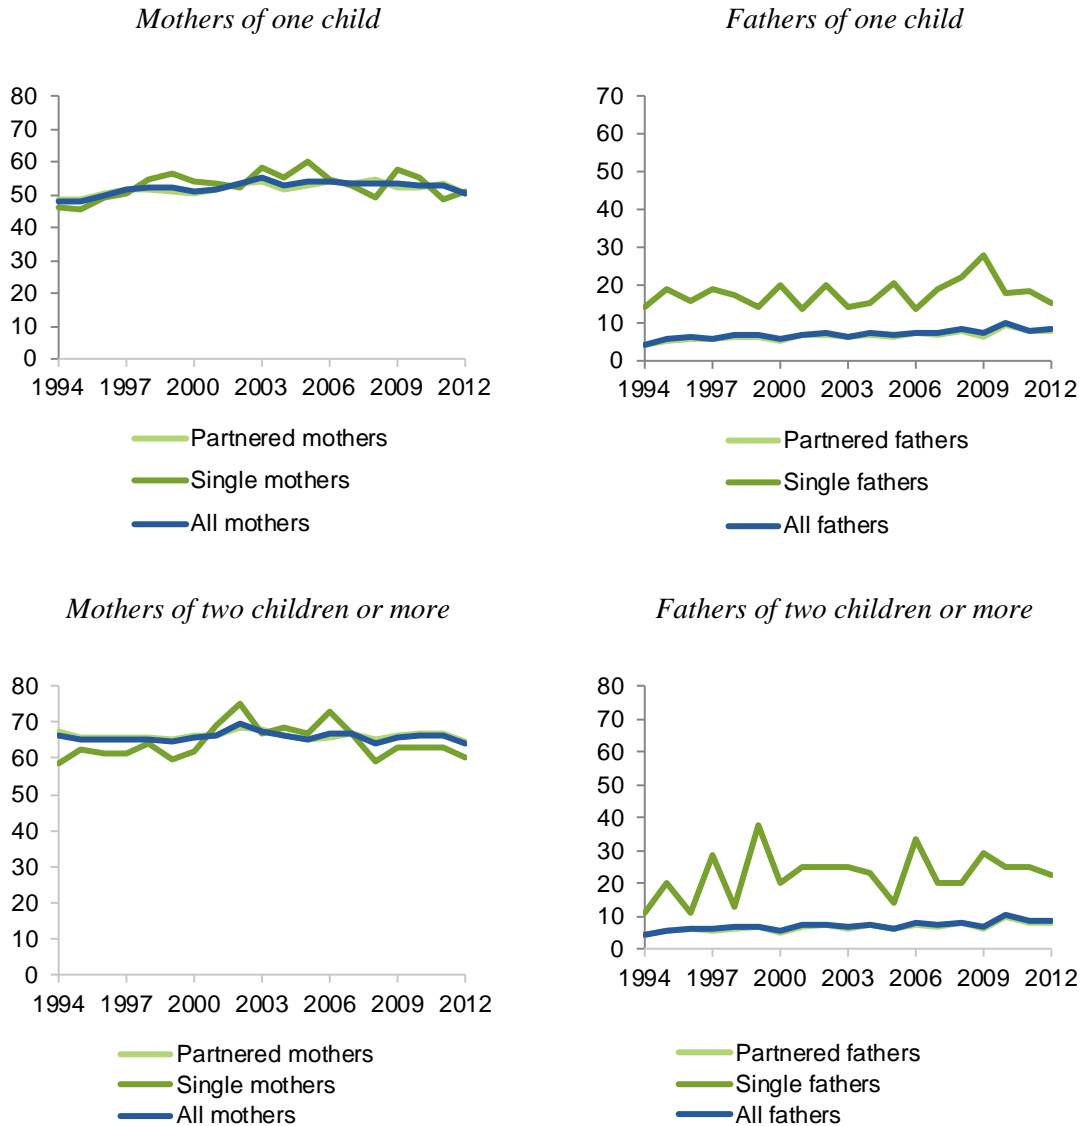 Mothers of one child
80
70
60
50
40
30
20
10
0
1994 1997 2000 2003 2006 2009 2012
Partnered mothers
Single mothers
All mothers
Fathers of one child
70
60
50
40
30
20
10
0
1994 1997 2000 2003 2006 2009 2012
Partnered fathers
Single fathers
All fathers
Mothers of two children or more
80
70
60
50
40
30
20
10
0
1994 1997 2000 2003 2006 2009 2012
Partnered mothers
Single mothers
All mothers
Fathers of two children or more
80
70
60
50
40
30
20
10
0
1994 1997 2000 2003 2006 2009 2012
Partnered fathers
Single fathers
All fathers